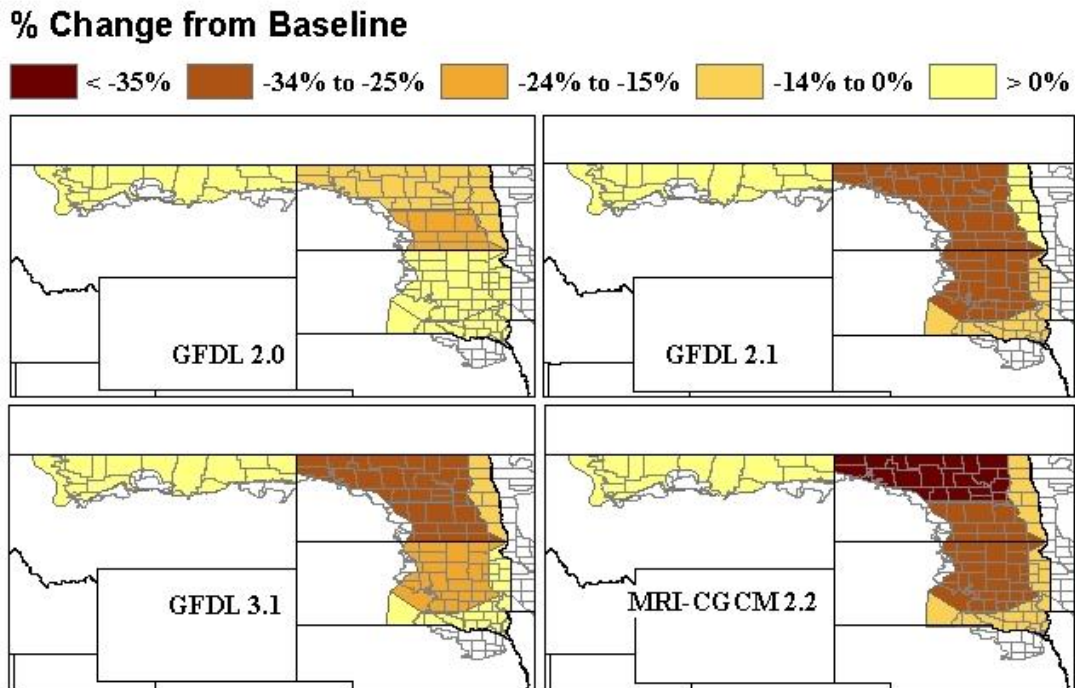 % Change from Baseline
< -35% -34% to -25% -24% to -15% -14% to 0% > 0%
GFDL 2.0 GFDL 2.1
GFDL 3.1 MRI-CGCM 2.2